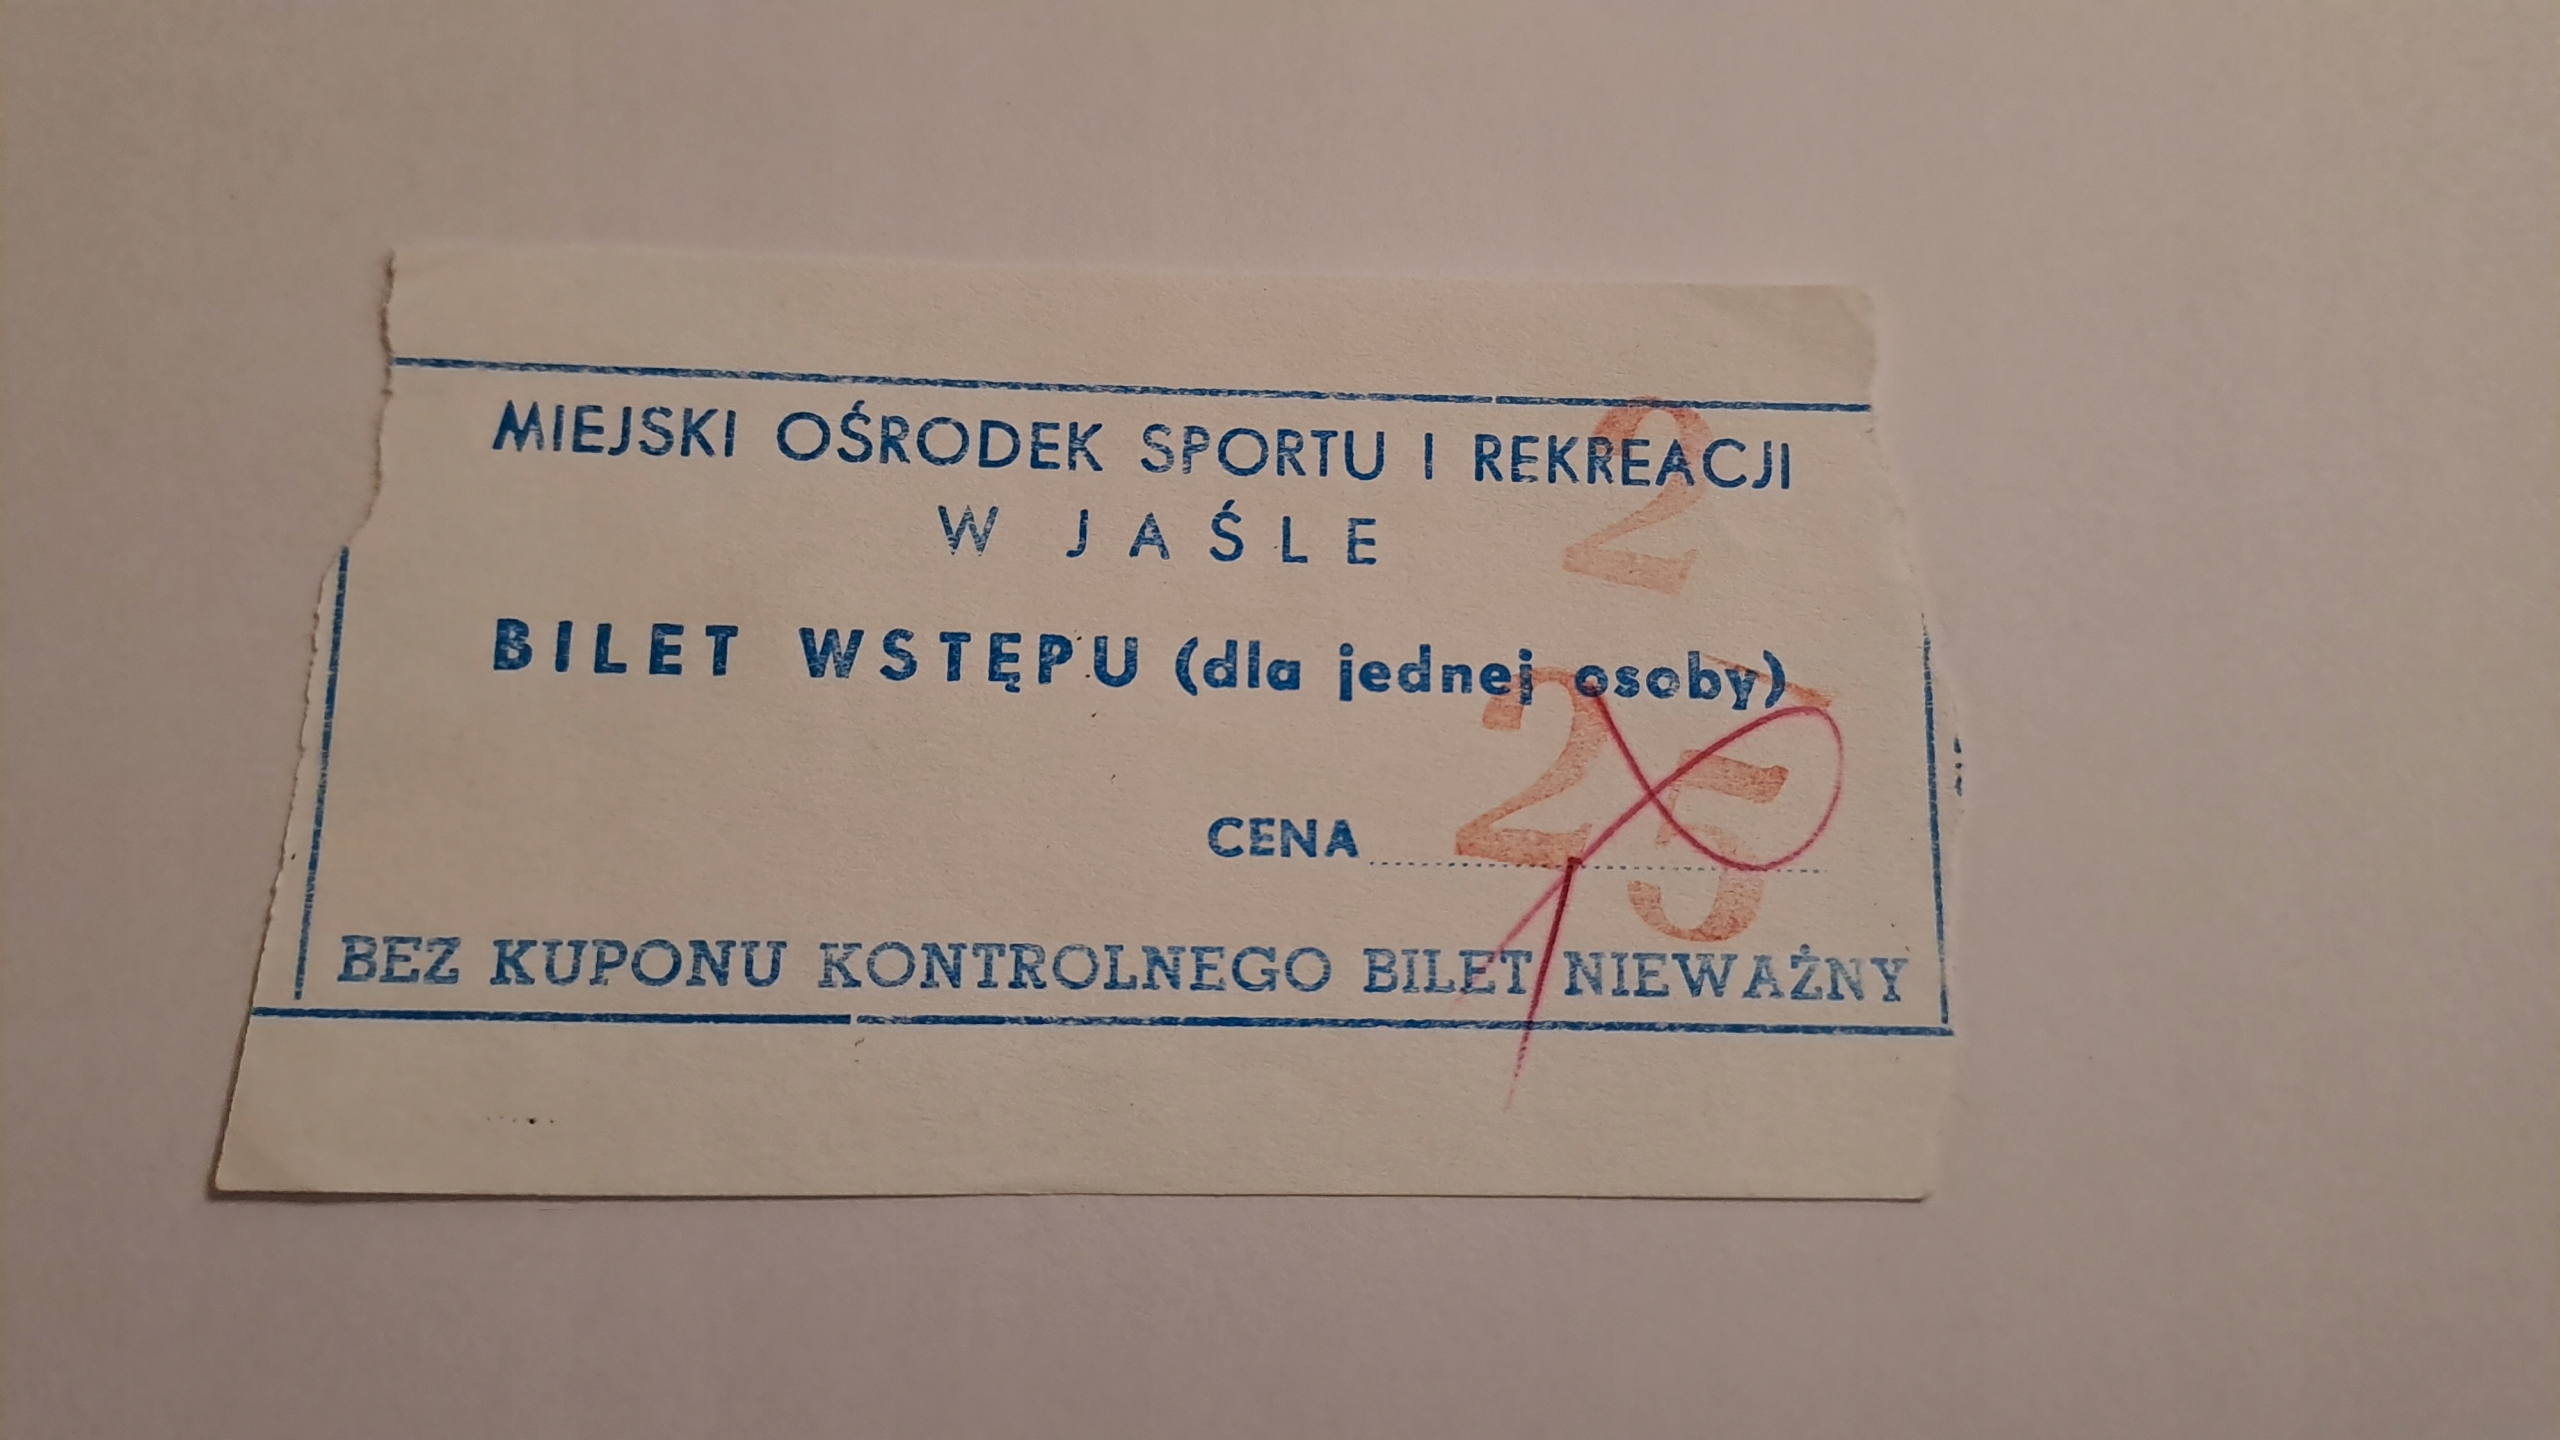 MIEJSKI OŚRODEK SPORTU I REKREACJI
W JAŚLE
2
BILET WSTĘPU (dla jednej osoby)
CENA 25
BEZ KUPONU KONTROLNEGO BILET NIEWAŻNY